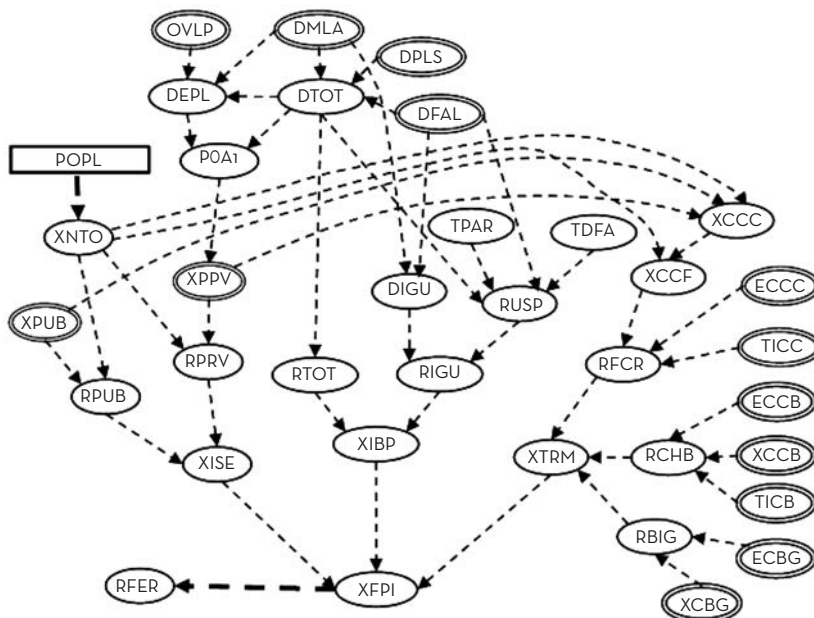 OVLP
DMLA
DPLS
DEPL
DTOT
DFAL
POPL
P0A1
XNTO
TPAR
TDFA
XCCC
XPPV
DIGU
RUSP
XCCF
ECCC
XPUB
RPRV
RTOT
RIGU
RFCR
TICC
RPUB
ECCB
XISE
XIBP
XTRM
RCHB
XCCB
TICB
RBIG
ECBG
RFER
XFPI
XCBG